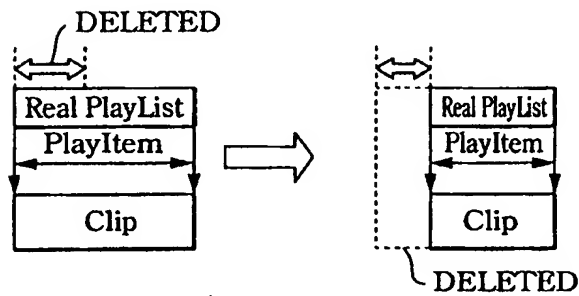 DELETED
Real PlayList
PlayItem
Clip
Real PlayList
PlayItem
Clip
DELETED